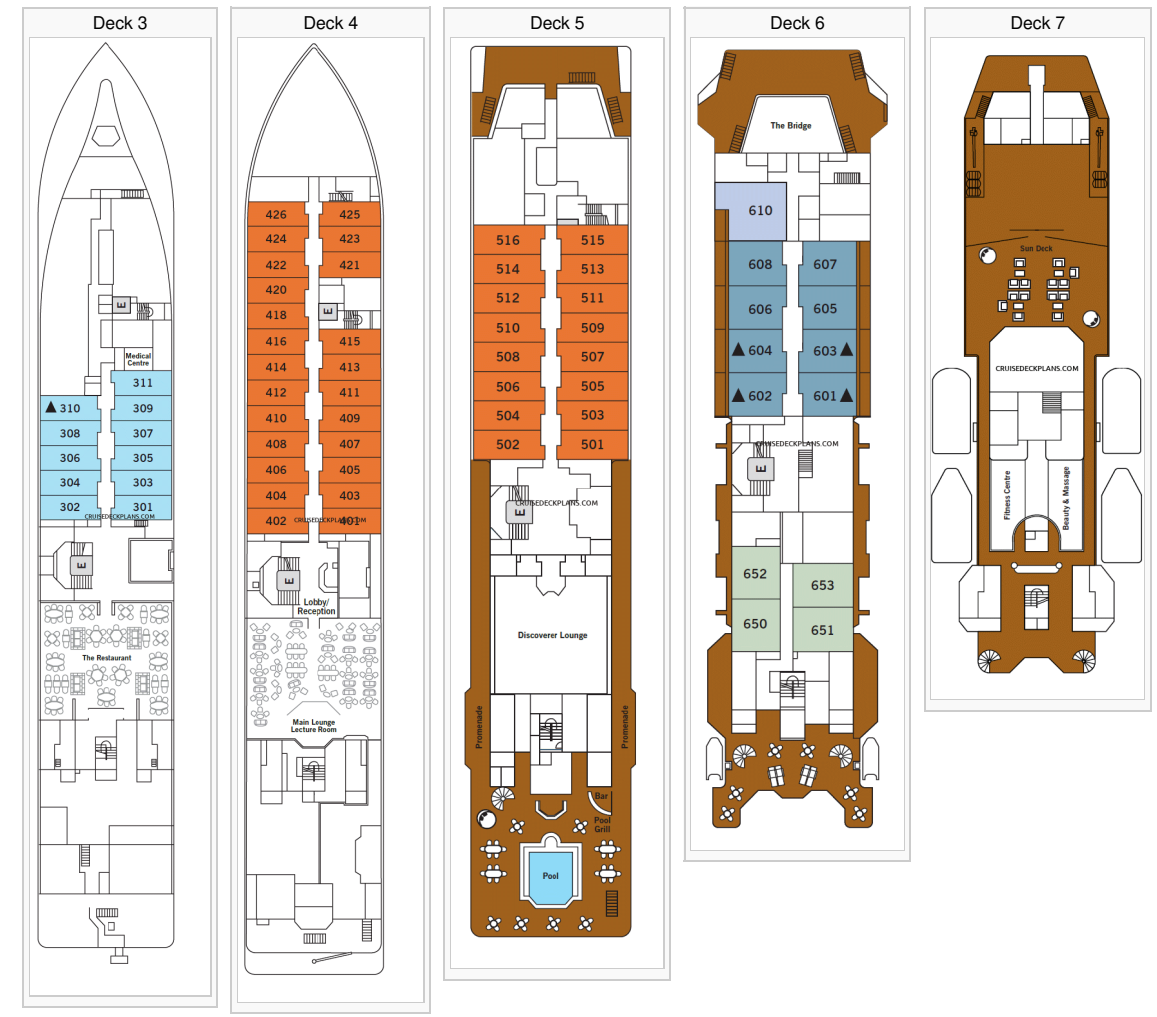 Deck 3
Medical
Centre
311
310 309
308 307
306 305
304 303
302 301
CRUISEDECKPLANS.COM
E
E
The Restaurant
Deck 4
426 425
424 423
422 421
420
418
E
416 415
414 413
412 411
410 409
408 407
406 405
404 403
402 401
CRUISEDECKPLANS.COM
E
Lobby/
Reception
Main Lounge
Lecture Room
Deck 5
516 515
514 513
512 511
510 509
508 507
506 505
504 503
502 501
CRUISEDECKPLANS.COM
E
Discoverer Lounge
Promenade
Promenade
Bar
Pool
Grill
Pool
Deck 6
The Bridge
610
608 607
606 605
604 603
602 601
CRUISEDECKPLANS.COM
E
652
653
650
651
Deck 7
Sun Deck
CRUISEDECKPLANS.COM
Fitness Centre
Beauty & Massage